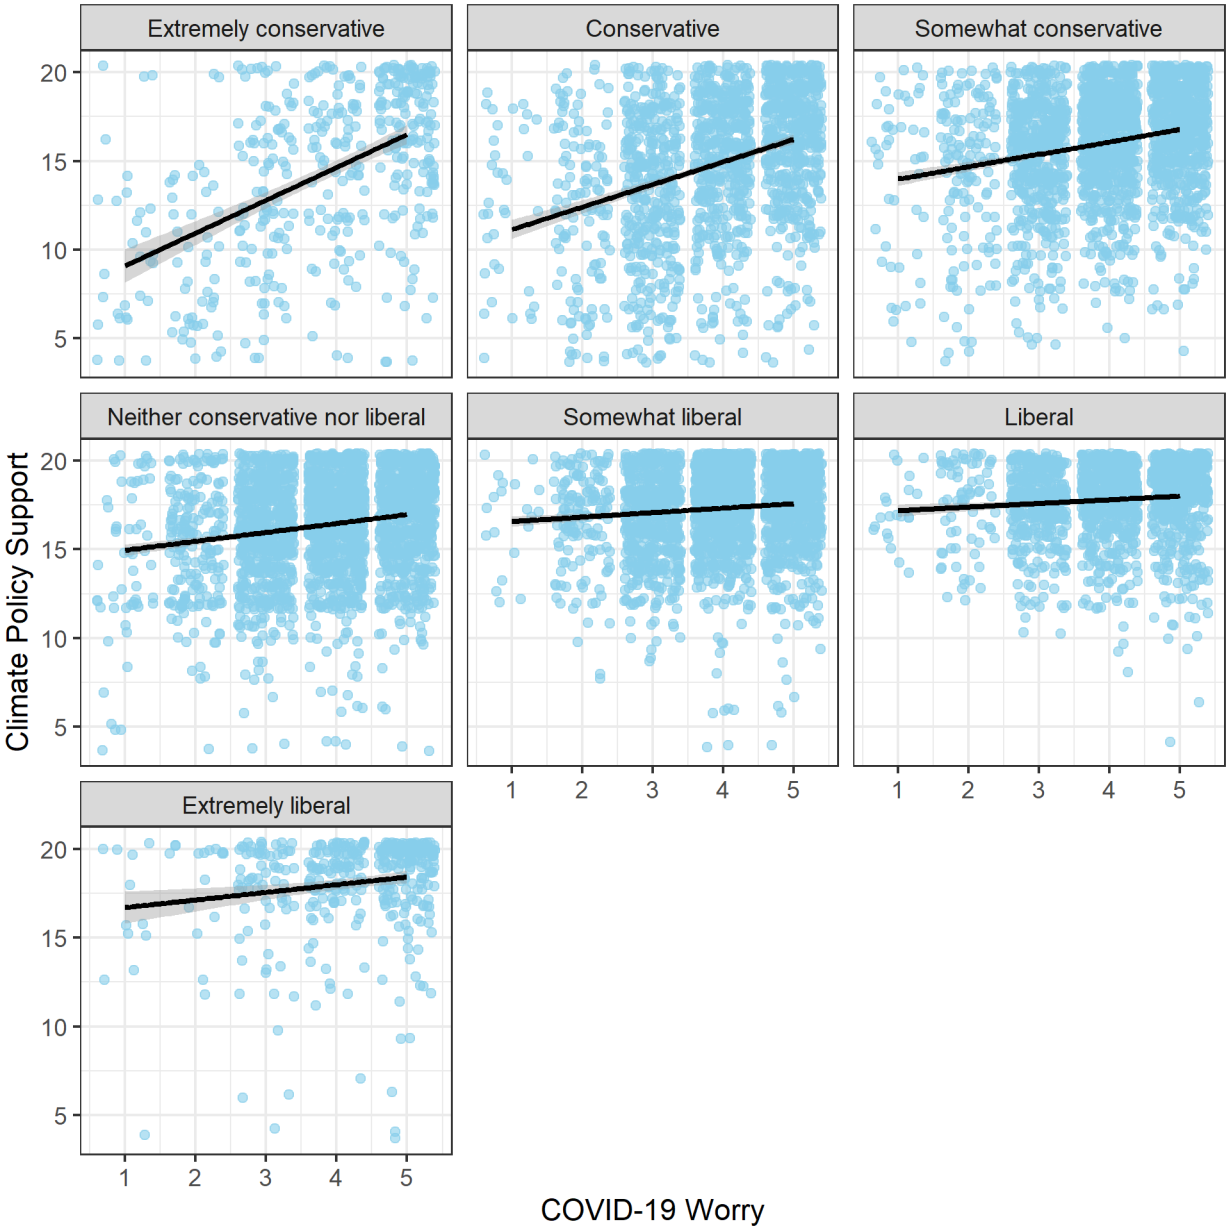 Extremely conservative
Conservative
Somewhat conservative
20
15
10
5
Neither conservative nor liberal
Somewhat liberal
Liberal
20
15
10
5
1 2 3 4 5
1 2 3 4 5
Extremely liberal
20
15
10
5
1 2 3 4 5
Climate Policy Support
COVID-19 Worry